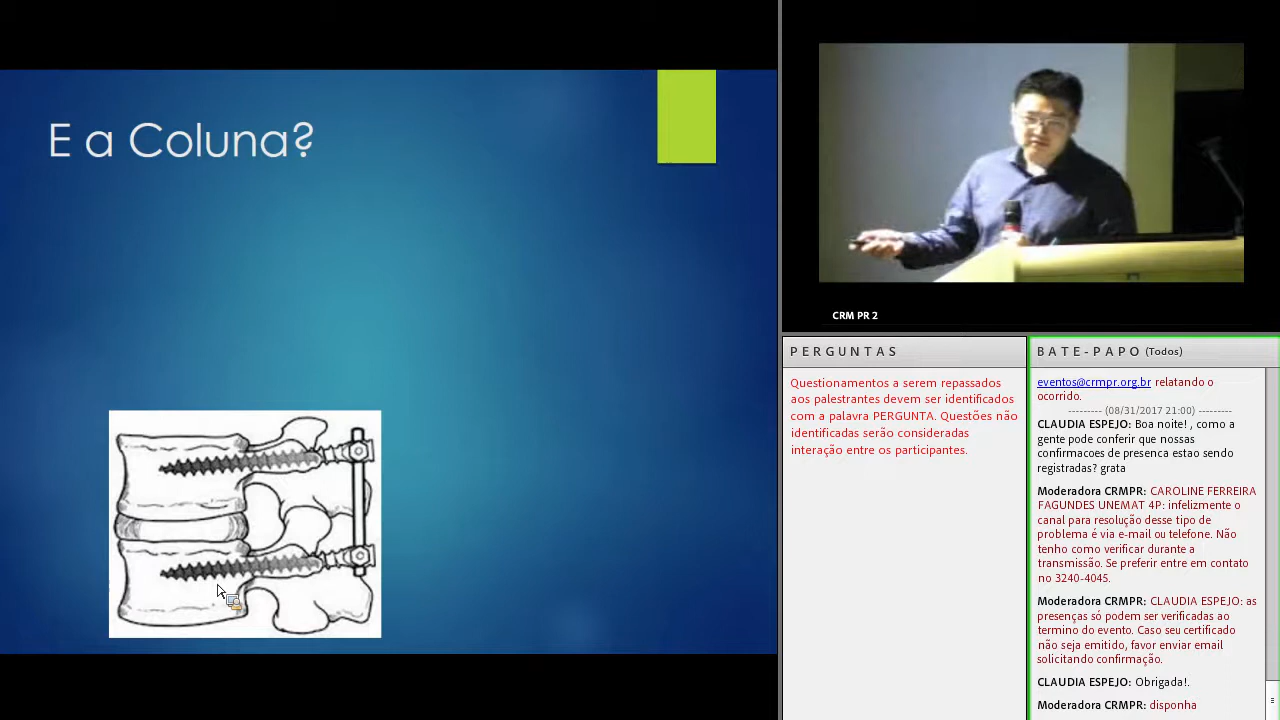 E a Coluna?
CRM PR 2
PERGUNTAS
Questionamentos a serem repassados
aos palestrantes devem ser identificados
com a palavra PERGUNTA. Questões não
identificadas serão consideradas
interação entre os participantes.
BATE-PAPO (Todos)
eventos@crmpr.org.br relatando o
ocorrido.
--------- (08/31/2017 21:00) ---------
CLAUDIA ESPEJO: Boa noite! , como a
gente pode conferir que nossas
confirmacoes de presenca estao sendo
registradas? grata
Moderadora CRMPR: CAROLINE FERREIRA
FAGUNDES UNEMAT 4P: infelizmente o
canal para resolução desse tipo de
problema é via e-mail ou telefone. Não
tenho como verificar durante a
transmissão. Se preferir entre em contato
no 3240-4045.
Moderadora CRMPR: CLAUDIA ESPEJO: as
presenças só podem ser verificadas ao
termino do evento. Caso seu certificado
não seja emitido, favor enviar email
solicitando confirmação.
CLAUDIA ESPEJO: Obrigada!.
Moderadora CRMPR: disponha